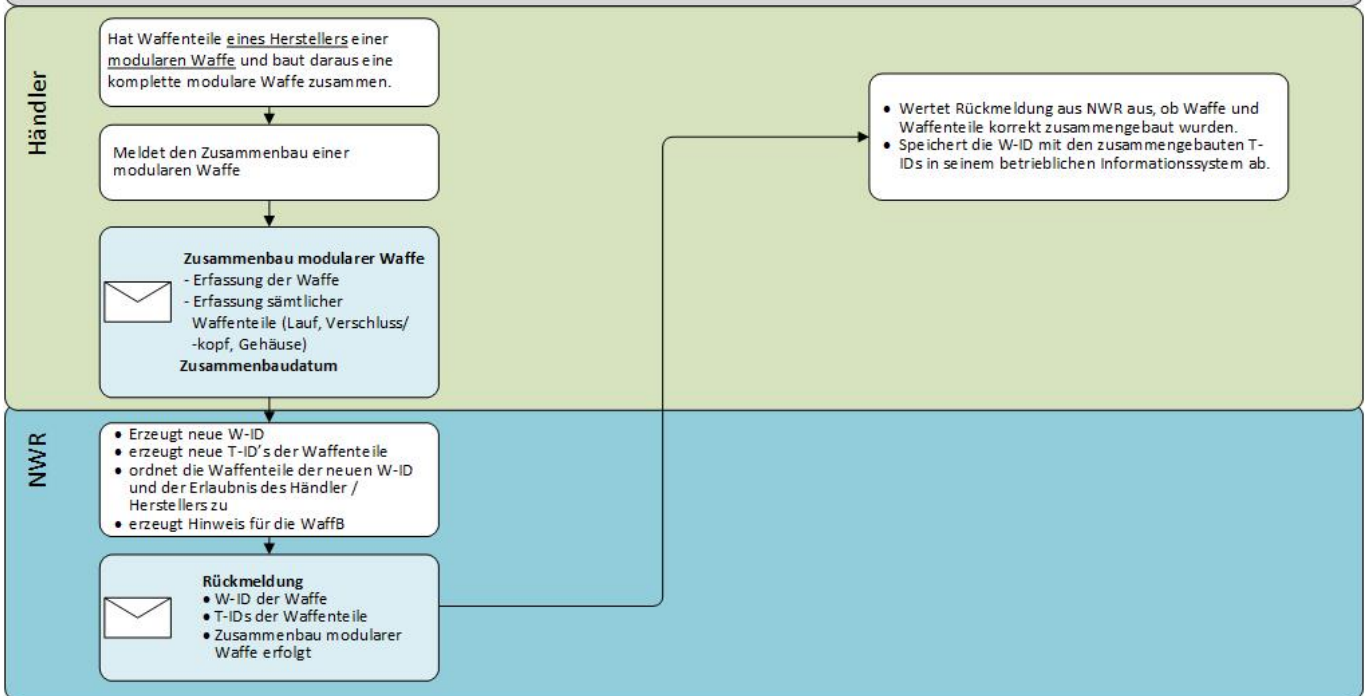 Händler
Hat Waffenteile eines Herstellers einer
modularen Waffe und baut daraus eine
komplette modulare Waffe zusammen.
Meldet den Zusammenbau einer
modularen Waffe
Zusammenbau modularer Waffe
- Erfassung der Waffe
- Erfassung sämtlicher
Waffenteile (Lauf, Verschluss/
-kopf, Gehäuse)
Zusammenbaudatum
• Wertet Rückmeldung aus NWR aus, ob Waffe und
Waffenteile korrekt zusammengebaut wurden.
• Speichert die W-ID mit den zusammengebauten T-
IDs in seinem betrieblichen Informationssystem ab.
NWR
• Erzeugt neue W-ID
• erzeugt neue T-ID's der Waffenteile
• ordnet die Waffenteile der neuen W-ID
und der Erlaubnis des Händler /
Herstellers zu
• erzeugt Hinweis für die WaffB
Rückmeldung
• W-ID der Waffe
• T-IDs der Waffenteile
• Zusammenbau modularer
Waffe erfolgt